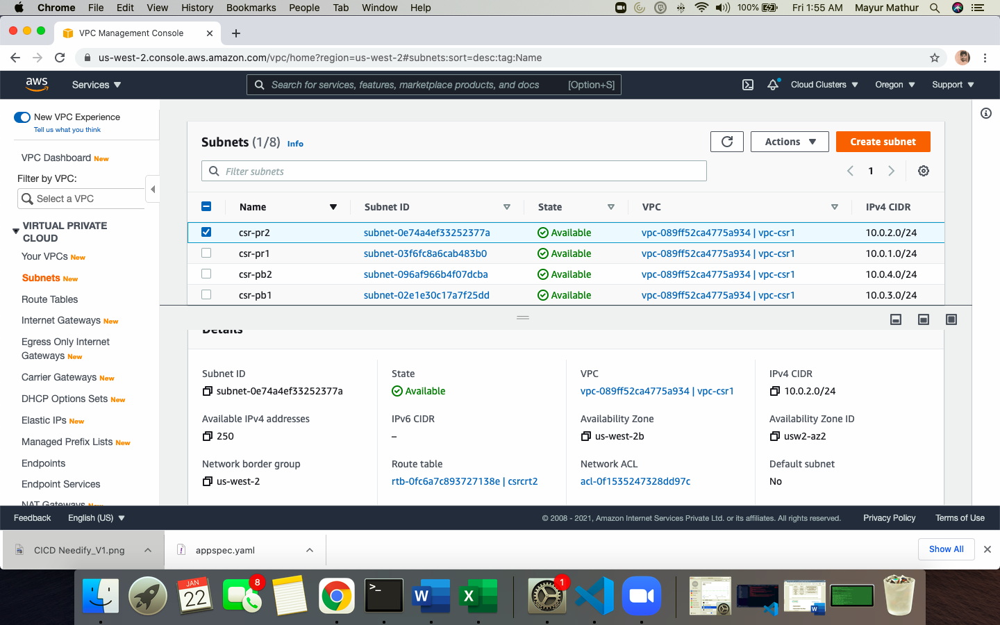 Chrome File Edit View History Bookmarks People Tab Window Help 100% Fri 1:55 AM Mayur Mathur
VPC Management Console
us-west-2.console.aws.amazon.com/vpc/home?region=us-west-2#subnets:sort=desc:tag:Name
aws Services Search for services, features, marketplace products, and docs [Option+S] Cloud Clusters Oregon Support
New VPC Experience
Tell us what you think
VPC Dashboard New
Filter by VPC:
Select a VPC
VIRTUAL PRIVATE
CLOUD
Your VPCs New
Subnets New
Route Tables
Internet Gateways New
Egress Only Internet
Gateways New
Carrier Gateways New
DHCP Options Sets New
Elastic IPs New
Managed Prefix Lists New
Endpoints
Endpoint Services
NAT Gateways New
Subnets (1/8) Info
Actions Create subnet
Filter subnets
1
Name Subnet ID State VPC IPv4 CIDR
csr-pr2 subnet-0e74a4ef33252377a Available vpc-089ff52ca4775a934 | vpc-csr1 10.0.2.0/24
csr-pr1 subnet-03f6fc8a6cab483b0 Available vpc-089ff52ca4775a934 | vpc-csr1 10.0.1.0/24
csr-pb2 subnet-096af966b4f07dcba Available vpc-089ff52ca4775a934 | vpc-csr1 10.0.4.0/24
csr-pb1 subnet-02e1e30c17a7f25dd Available vpc-089ff52ca4775a934 | vpc-csr1 10.0.3.0/24
Details
Subnet ID State VPC IPv4 CIDR
subnet-0e74a4ef33252377a Available vpc-089ff52ca4775a934 | vpc-csr1 10.0.2.0/24
Available IPv4 addresses IPv6 CIDR Availability Zone Availability Zone ID
250 – us-west-2b usw2-az2
Network border group Route table Network ACL Default subnet
us-west-2 rtb-0fc6a7c893727138e | csrcrt2 acl-0f1535247328dd97c No
Feedback English (US) © 2008 - 2021, Amazon Internet Services Private Ltd. or its affiliates. All rights reserved. Privacy Policy Terms of Use
CICD Needify_V1.png appspec.yaml Show All
JAN
22
8
>_
W
X
1
W